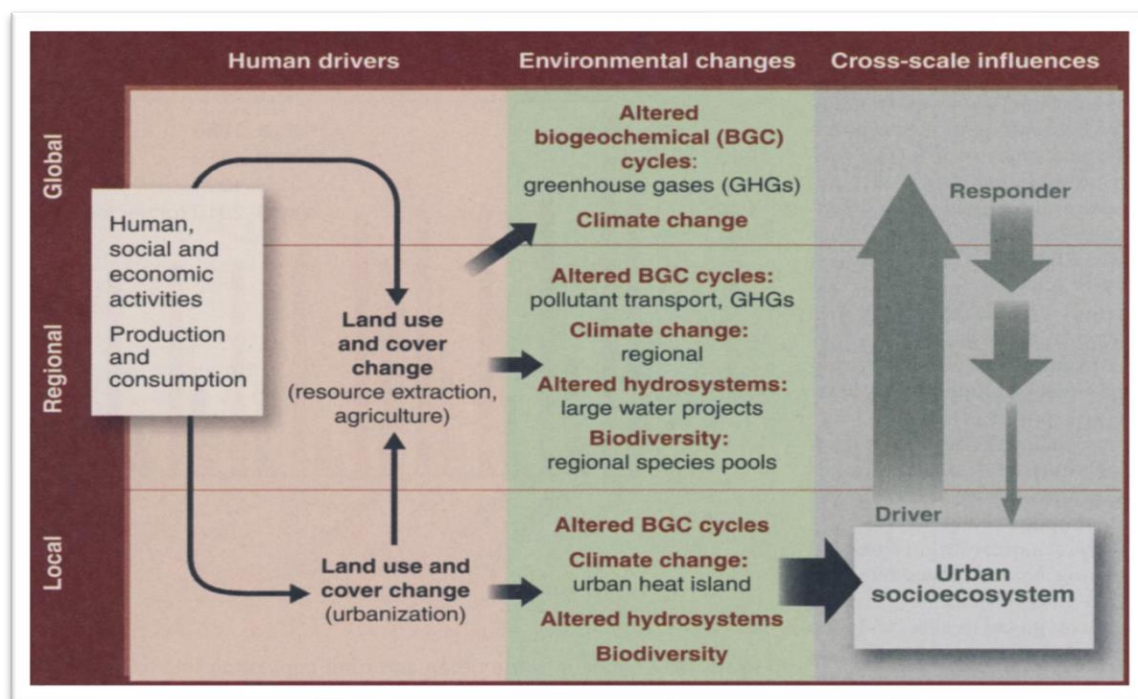 Human drivers
Environmental changes
Cross-scale influences
Global
Regional
Local
Human,
social and
economic
activities
Production
and
consumption
Land use
and cover
change
(resource extraction,
agriculture)
Land use and
cover change
(urbanization)
Altered
biogeochemical (BGC)
cycles:
greenhouse gases (GHGs)
Climate change
Altered BGC cycles:
pollutant transport, GHGs
Climate change:
regional
Altered hydrosystems:
large water projects
Biodiversity:
regional species pools
Altered BGC cycles
Climate change:
urban heat island
Altered hydrosystems
Biodiversity
Responder
Driver
Urban
socioecosystem